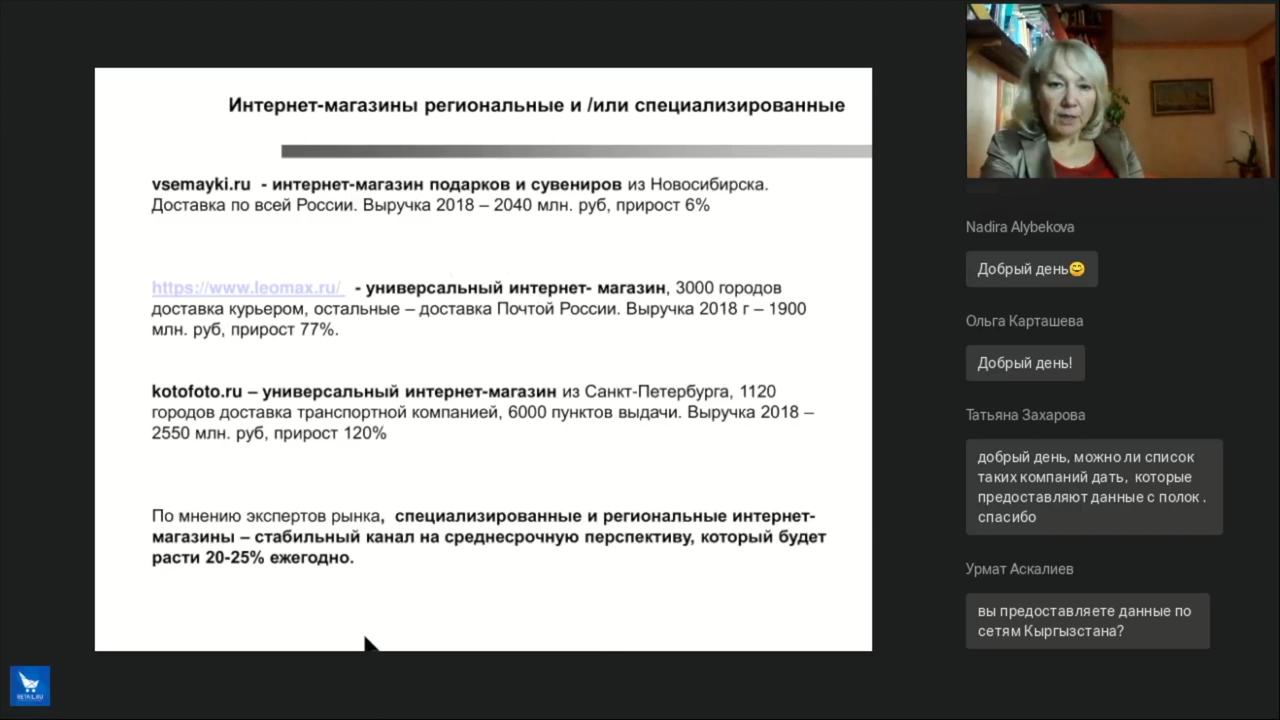 Интернет-магазины региональные и /или специализированные
vsemayki.ru - интернет-магазин подарков и сувениров из Новосибирска.
Доставка по всей России. Выручка 2018 – 2040 млн. руб, прирост 6%
https://www.leomax.ru/ - универсальный интернет- магазин, 3000 городов
доставка курьером, остальные – доставка Почтой России. Выручка 2018 г – 1900
млн. руб, прирост 77%.
kotofoto.ru – универсальный интернет-магазин из Санкт-Петербурга, 1120
городов доставка транспортной компанией, 6000 пунктов выдачи. Выручка 2018 –
2550 млн. руб, прирост 120%
По мнению экспертов рынка, специализированные и региональные интернет-
магазины – стабильный канал на среднесрочную перспективу, который будет
расти 20-25% ежегодно.
Nadira Alybekova
Добрый день😊
Ольга Карташева
Добрый день!
Татьяна Захарова
добрый день, можно ли список
таких компаний дать, которые
предоставляют данные с полок .
спасибо
Урмат Аскалиев
вы предоставляете данные по
сетям Кыргызстана?
RETAIL.RU